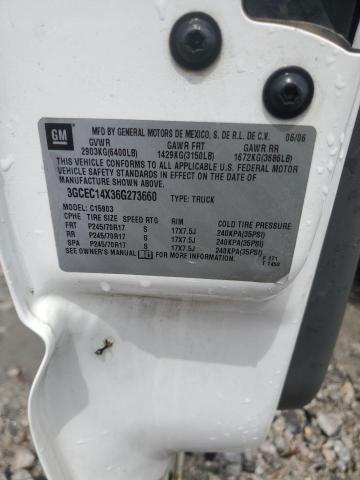 GM
MFD. BY GENERAL MOTORS DE MEXICO, S. DE R.L. DE C.V. 06/06
GVWR GAWR FRT GAWR RR
2903KG(6400LB) 1429KG(3150LB) 1672KG(3686LB)
THIS VEHICLE CONFORMS TO ALL APPLICABLE U.S. FEDERAL MOTOR
VEHICLE SAFETY STANDARDS IN EFFECT ON THE DATE OF
MANUFACTURE SHOWN ABOVE.
3GCEC14X36G273660 TYPE: TRUCK
MODEL: C15903
CPE TIRE SIZE SPEED RTG RIM COLD TIRE PRESSURE
FRT P245/70R17 S 17X7.5J 240KPA(35PSI)
RR P245/70R17 S 17X7.5J 240KPA(35PSI)
SPA P245/70R17 S 17X7.5J 240KPA(35PSI)
SEE OWNER'S MANUAL FOR MORE INFORMATION.